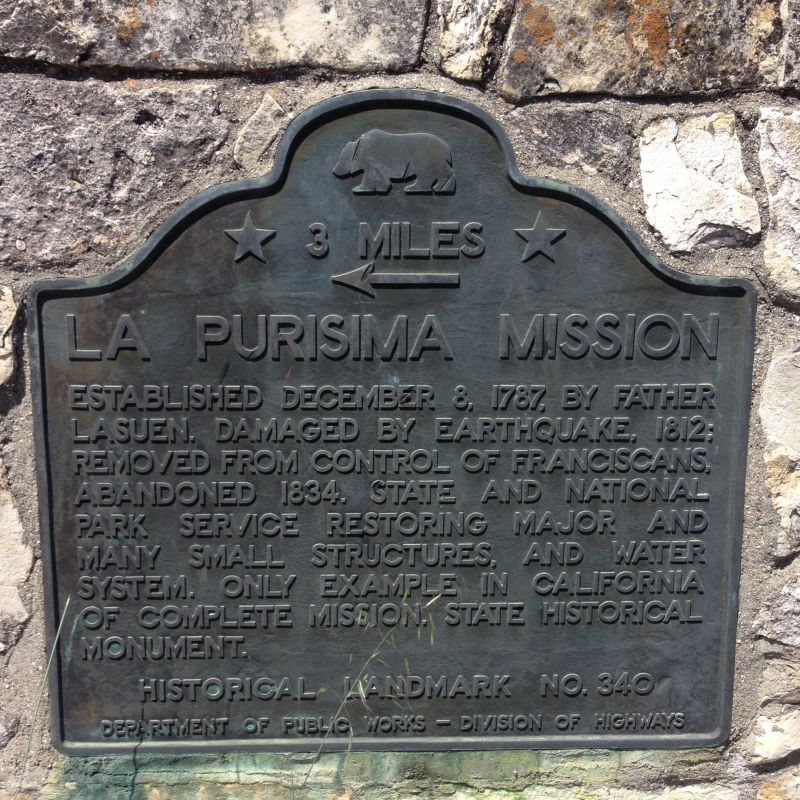 3 MILES
LA PURISIMA MISSION
ESTABLISHED DECEMBER 8, 1787, BY FATHER
LASUEN. DAMAGED BY EARTHQUAKE, 1812;
REMOVED FROM CONTROL OF FRANCISCANS,
ABANDONED 1834. STATE AND NATIONAL
PARK SERVICE RESTORING MAJOR AND
MANY SMALL STRUCTURES, AND WATER
SYSTEM. ONLY EXAMPLE IN CALIFORNIA
OF COMPLETE MISSION. STATE HISTORICAL
MONUMENT.
HISTORICAL LANDMARK NO. 340
DEPARTMENT OF PUBLIC WORKS – DIVISION OF HIGHWAYS